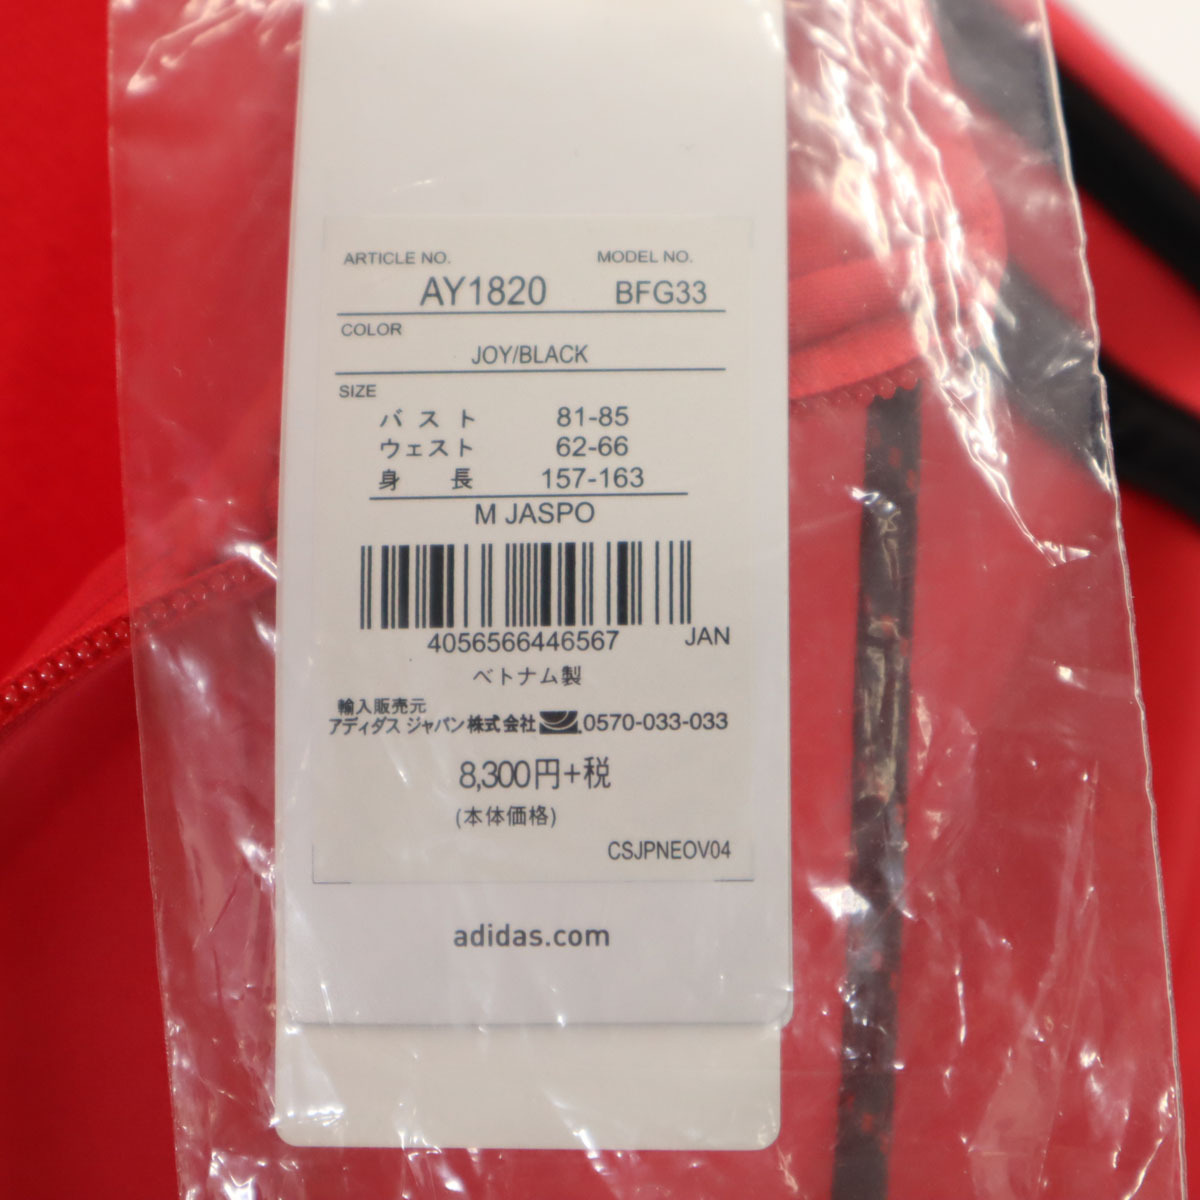 ARTICLE NO. MODEL NO.
AY1820 BFG33
COLOR
JOY/BLACK
SIZE
バスト 81-85
ウェスト 62-66
身長 157-163
M JASPO
4056566446567 JAN
ベトナム製
輸入販売元
アディダス ジャパン株式会社 0570-033-033
8,300円+税
(本体価格)
CSJPNEOV04
adidas.com